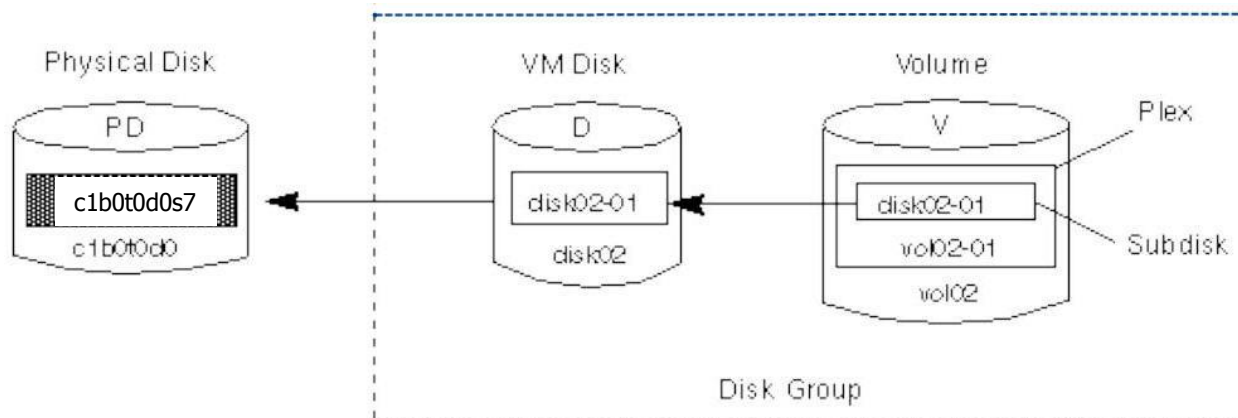 Physical Disk
VM Disk
Volume
PD
D
V
Plex
c1b0t0d0s7
disk02-01
disk02-01
Subdisk
c1b0t0d0
disk02
vol02-01
vol02
Disk Group